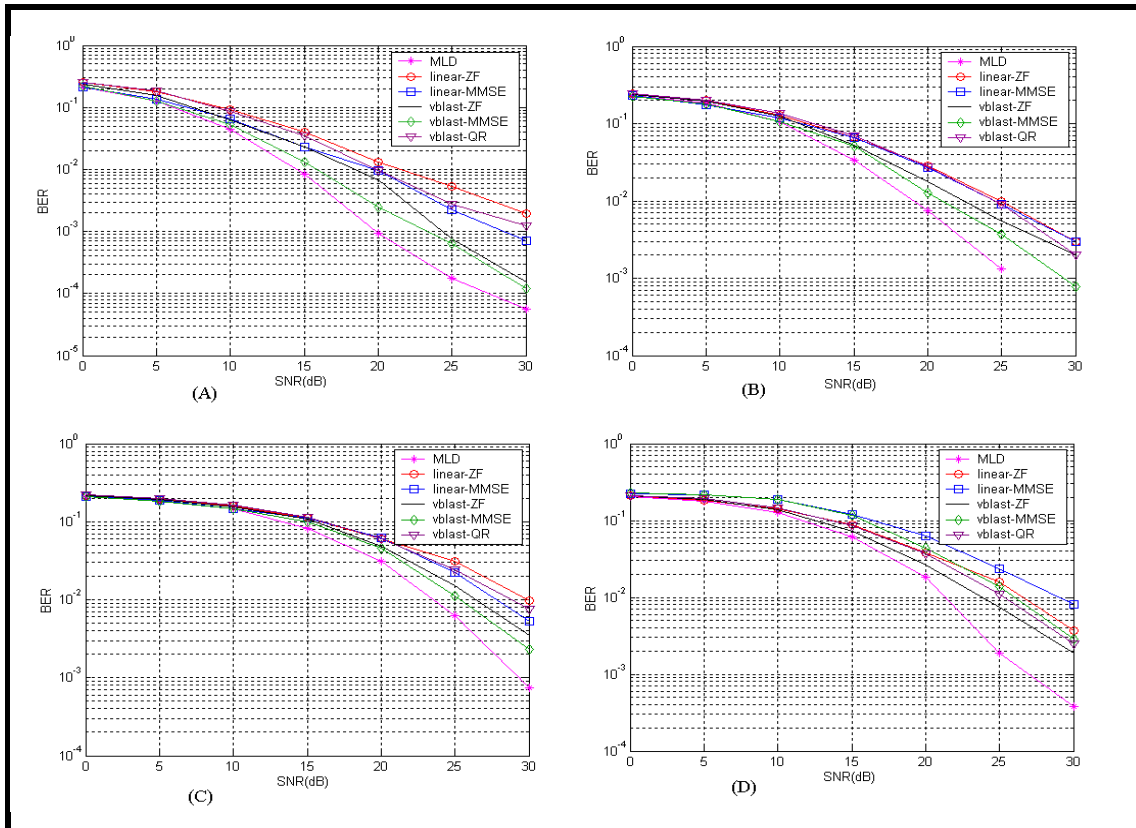 10^0
10^-1
10^-2
10^-3
10^-4
10^-5
BER
0 5 10 15 20 25 30
SNR(dB)
MLD
linear-ZF
linear-MMSE
vblast-ZF
vblast-MMSE
vblast-QR
(A)
10^0
10^-1
10^-2
10^-3
10^-4
BER
0 5 10 15 20 25 30
SNR(dB)
MLD
linear-ZF
linear-MMSE
vblast-ZF
vblast-MMSE
vblast-QR
(B)
10^0
10^-1
10^-2
10^-3
10^-4
BER
0 5 10 15 20 25 30
SNR(dB)
MLD
linear-ZF
linear-MMSE
vblast-ZF
vblast-MMSE
vblast-QR
(C)
10^0
10^-1
10^-2
10^-3
10^-4
BER
0 5 10 15 20 25 30
SNR(dB)
MLD
linear-ZF
linear-MMSE
vblast-ZF
vblast-MMSE
vblast-QR
(D)